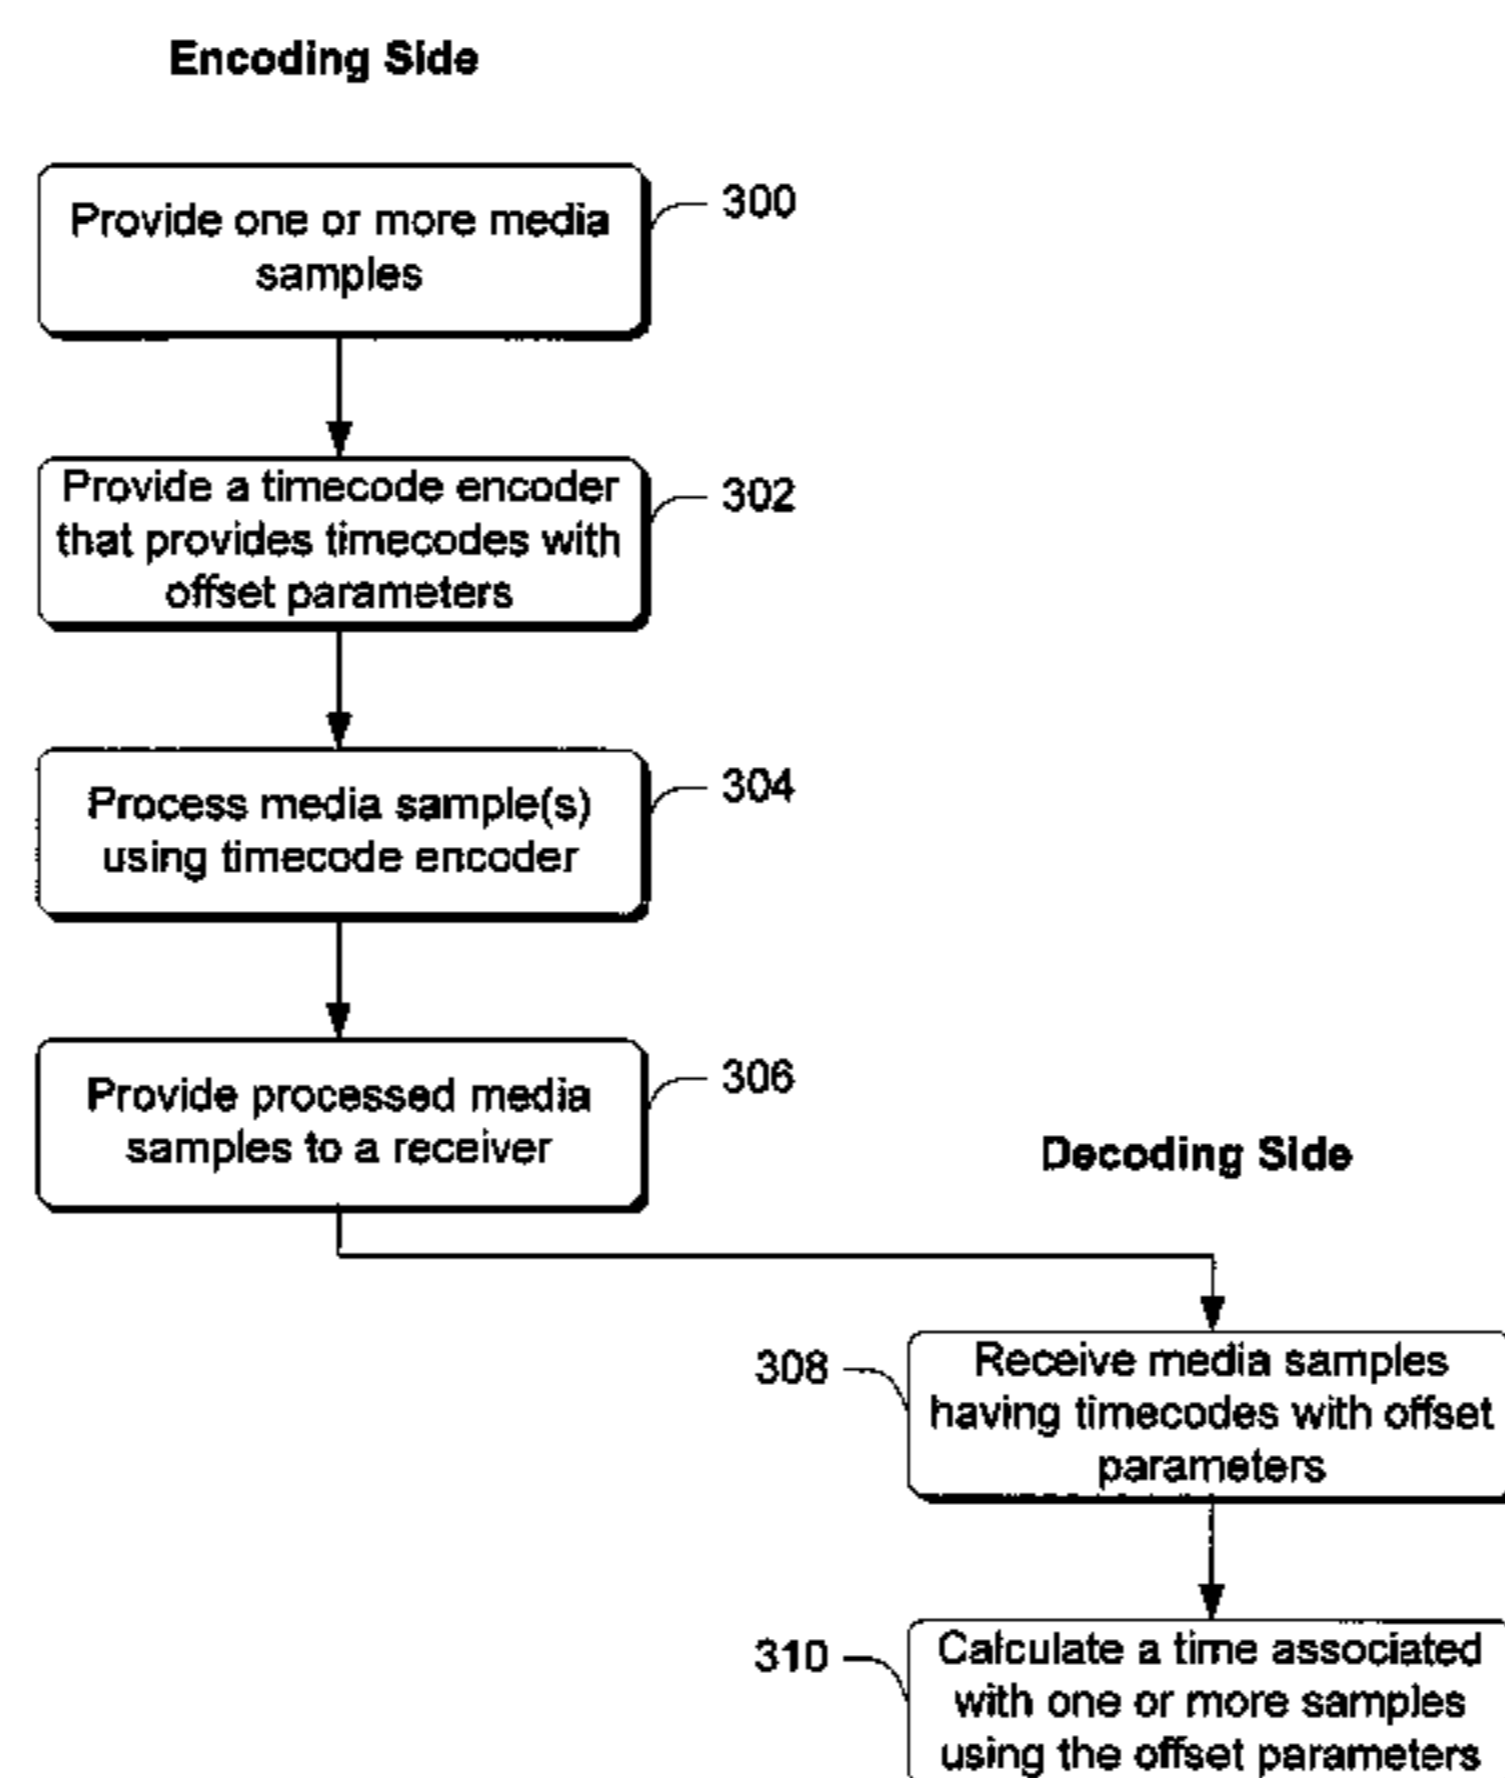 Encoding Side
Provide one or more media
samples
300
Provide a timecode encoder
that provides timecodes with
offset parameters
302
Process media sample(s)
using timecode encoder
304
Provide processed media
samples to a receiver
306
Decoding Side
308
Receive media samples
having timecodes with offset
parameters
310
Calculate a time associated
with one or more samples
using the offset parameters